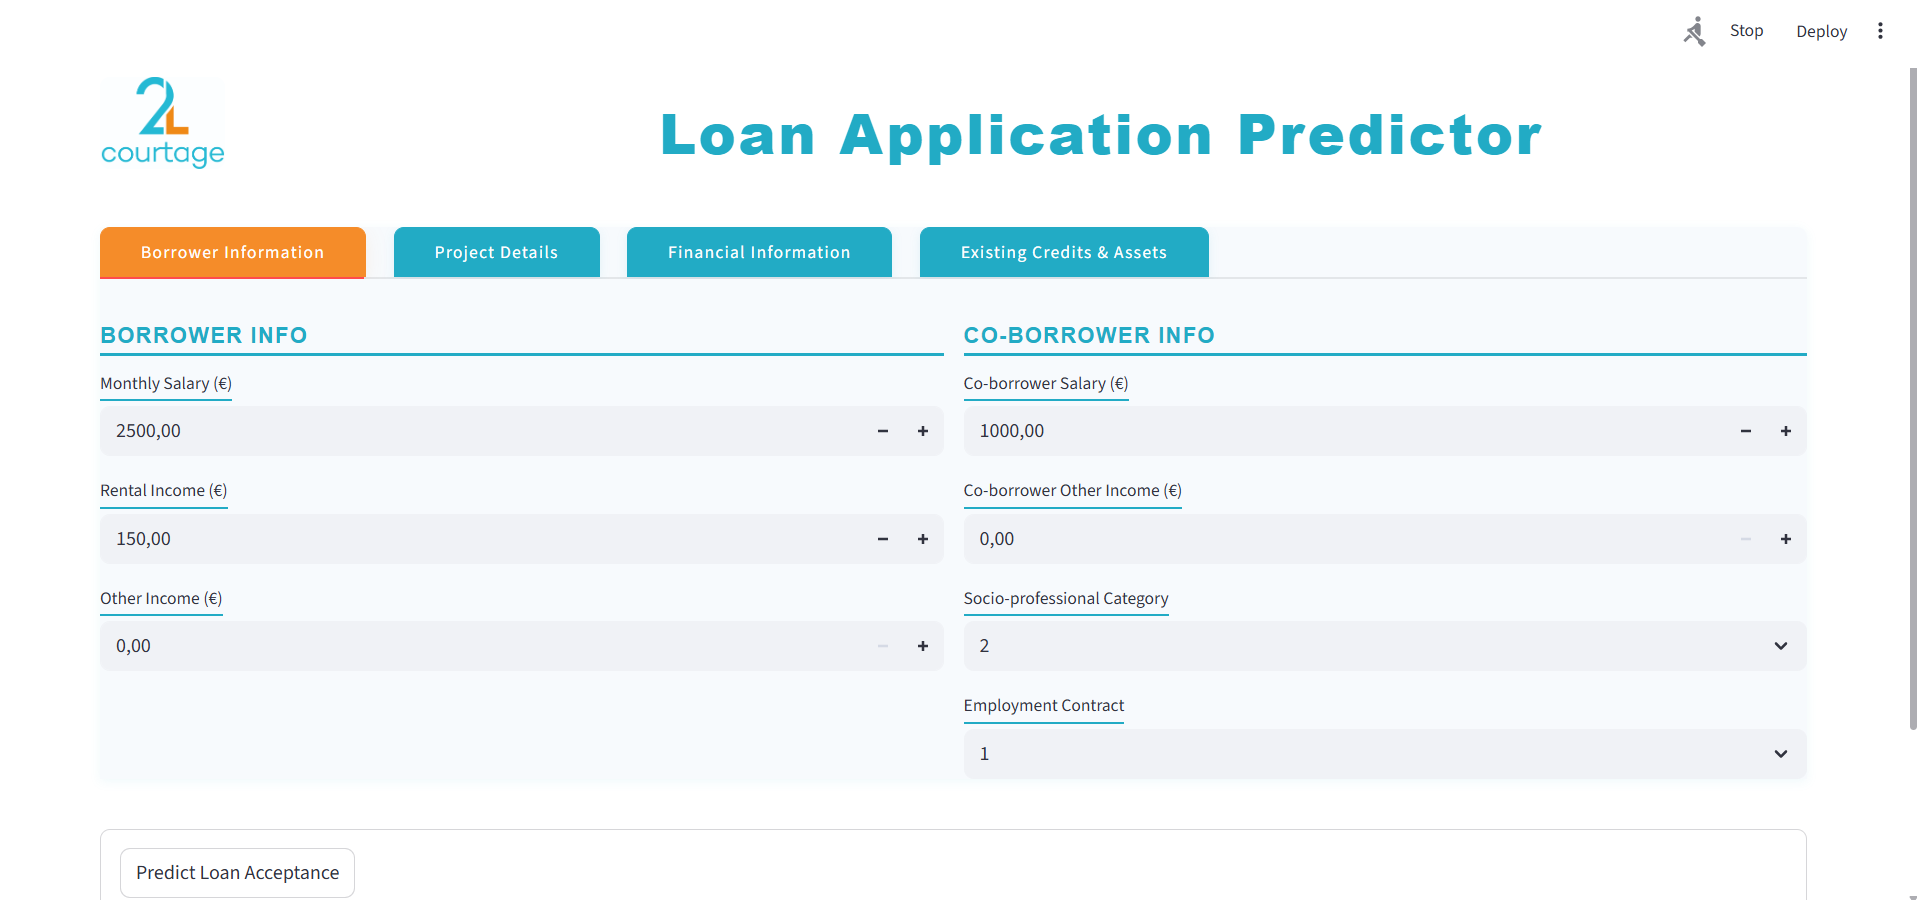 Stop Deploy
2L
courtage
Loan Application Predictor
Borrower Information Project Details Financial Information Existing Credits & Assets
BORROWER INFO
Monthly Salary (€)
2500,00
Rental Income (€)
150,00
Other Income (€)
0,00
CO-BORROWER INFO
Co-borrower Salary (€)
1000,00
Co-borrower Other Income (€)
0,00
Socio-professional Category
2
Employment Contract
1
Predict Loan Acceptance